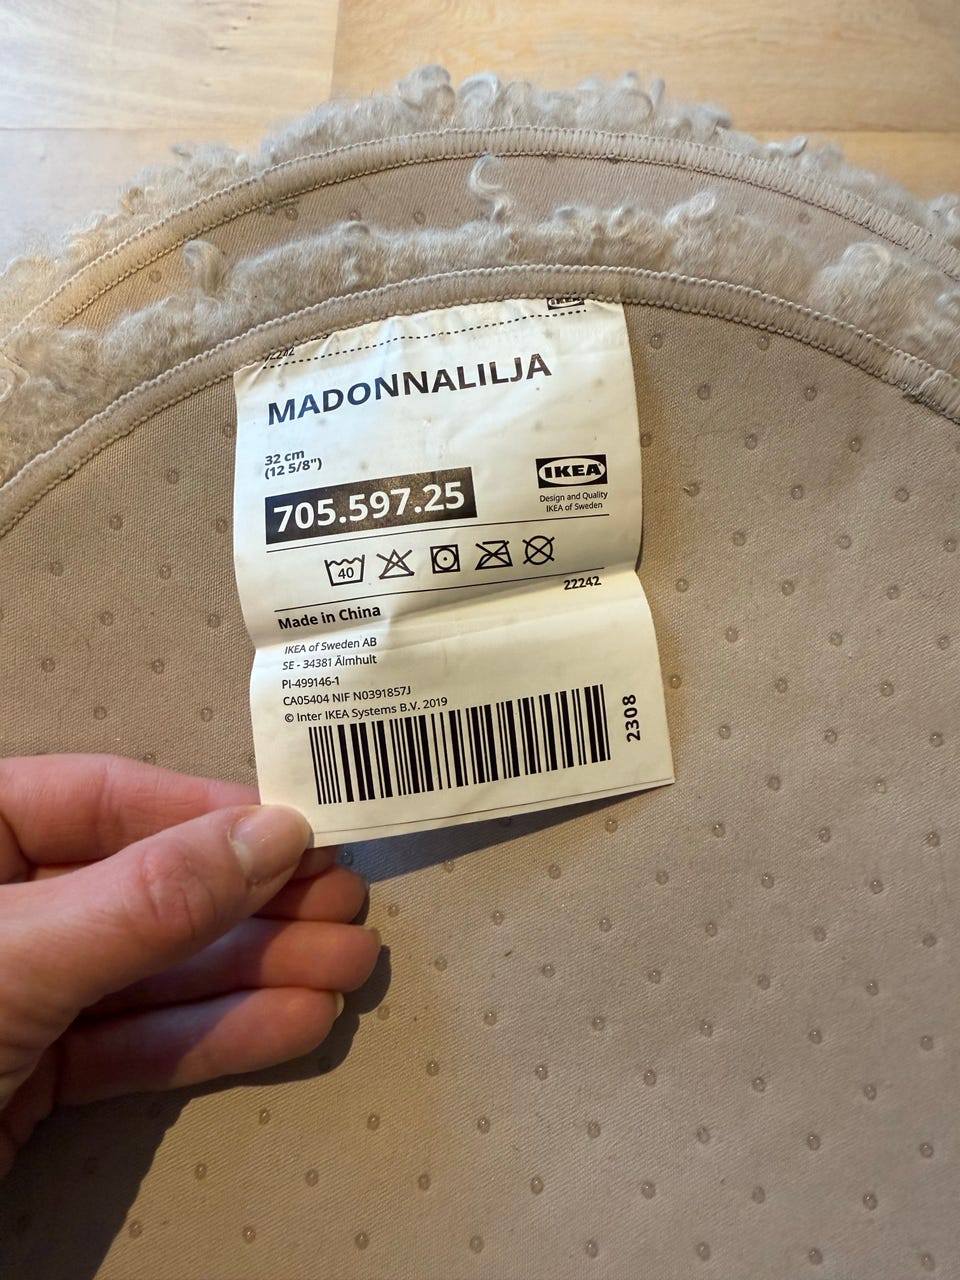 MADONNALILJA
32 cm
(12 5/8")
705.597.25
IKEA
Design and Quality
IKEA of Sweden
40
22242
Made in China
IKEA of Sweden AB
SE - 34381 Älmhult
PI-499146-1
CA05404 NIF N0391857J
© Inter IKEA Systems B.V. 2019
2308